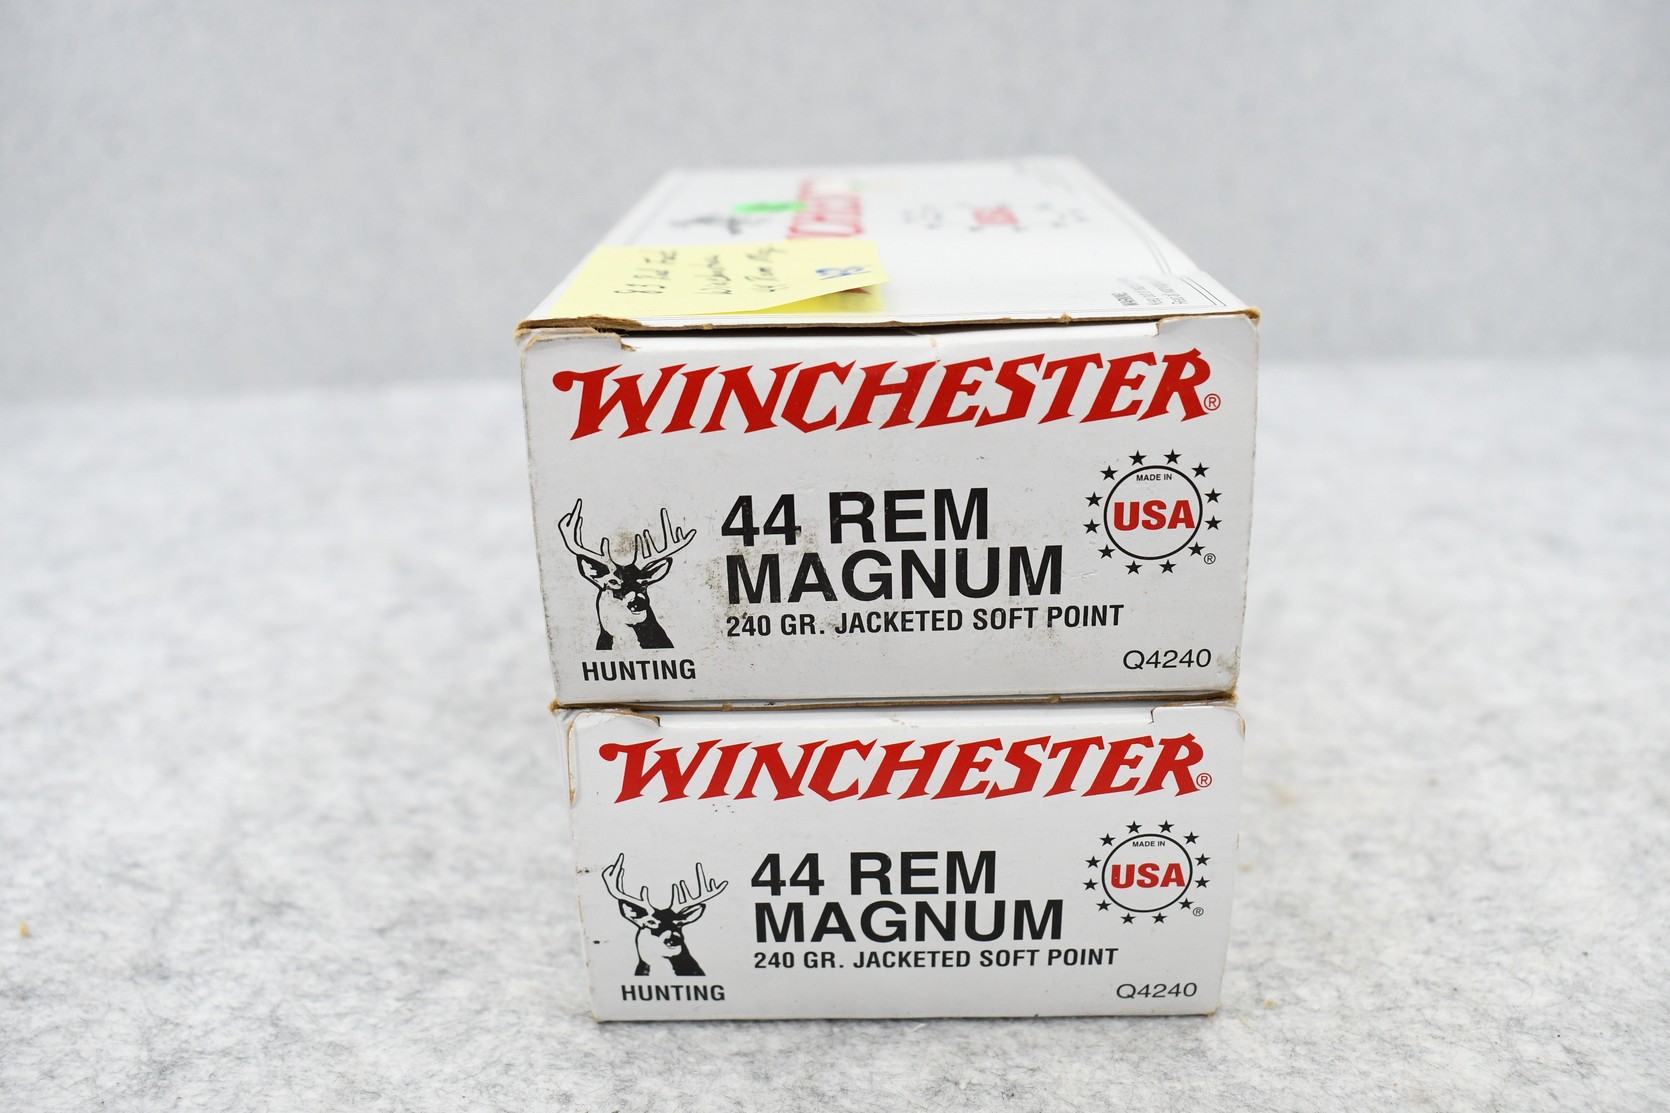 WINCHESTER®
44 REM
MAGNUM
240 GR. JACKETED SOFT POINT
HUNTING
MADE IN
USA
®
Q4240
WINCHESTER®
44 REM
MAGNUM
240 GR. JACKETED SOFT POINT
HUNTING
MADE IN
USA
®
Q4240